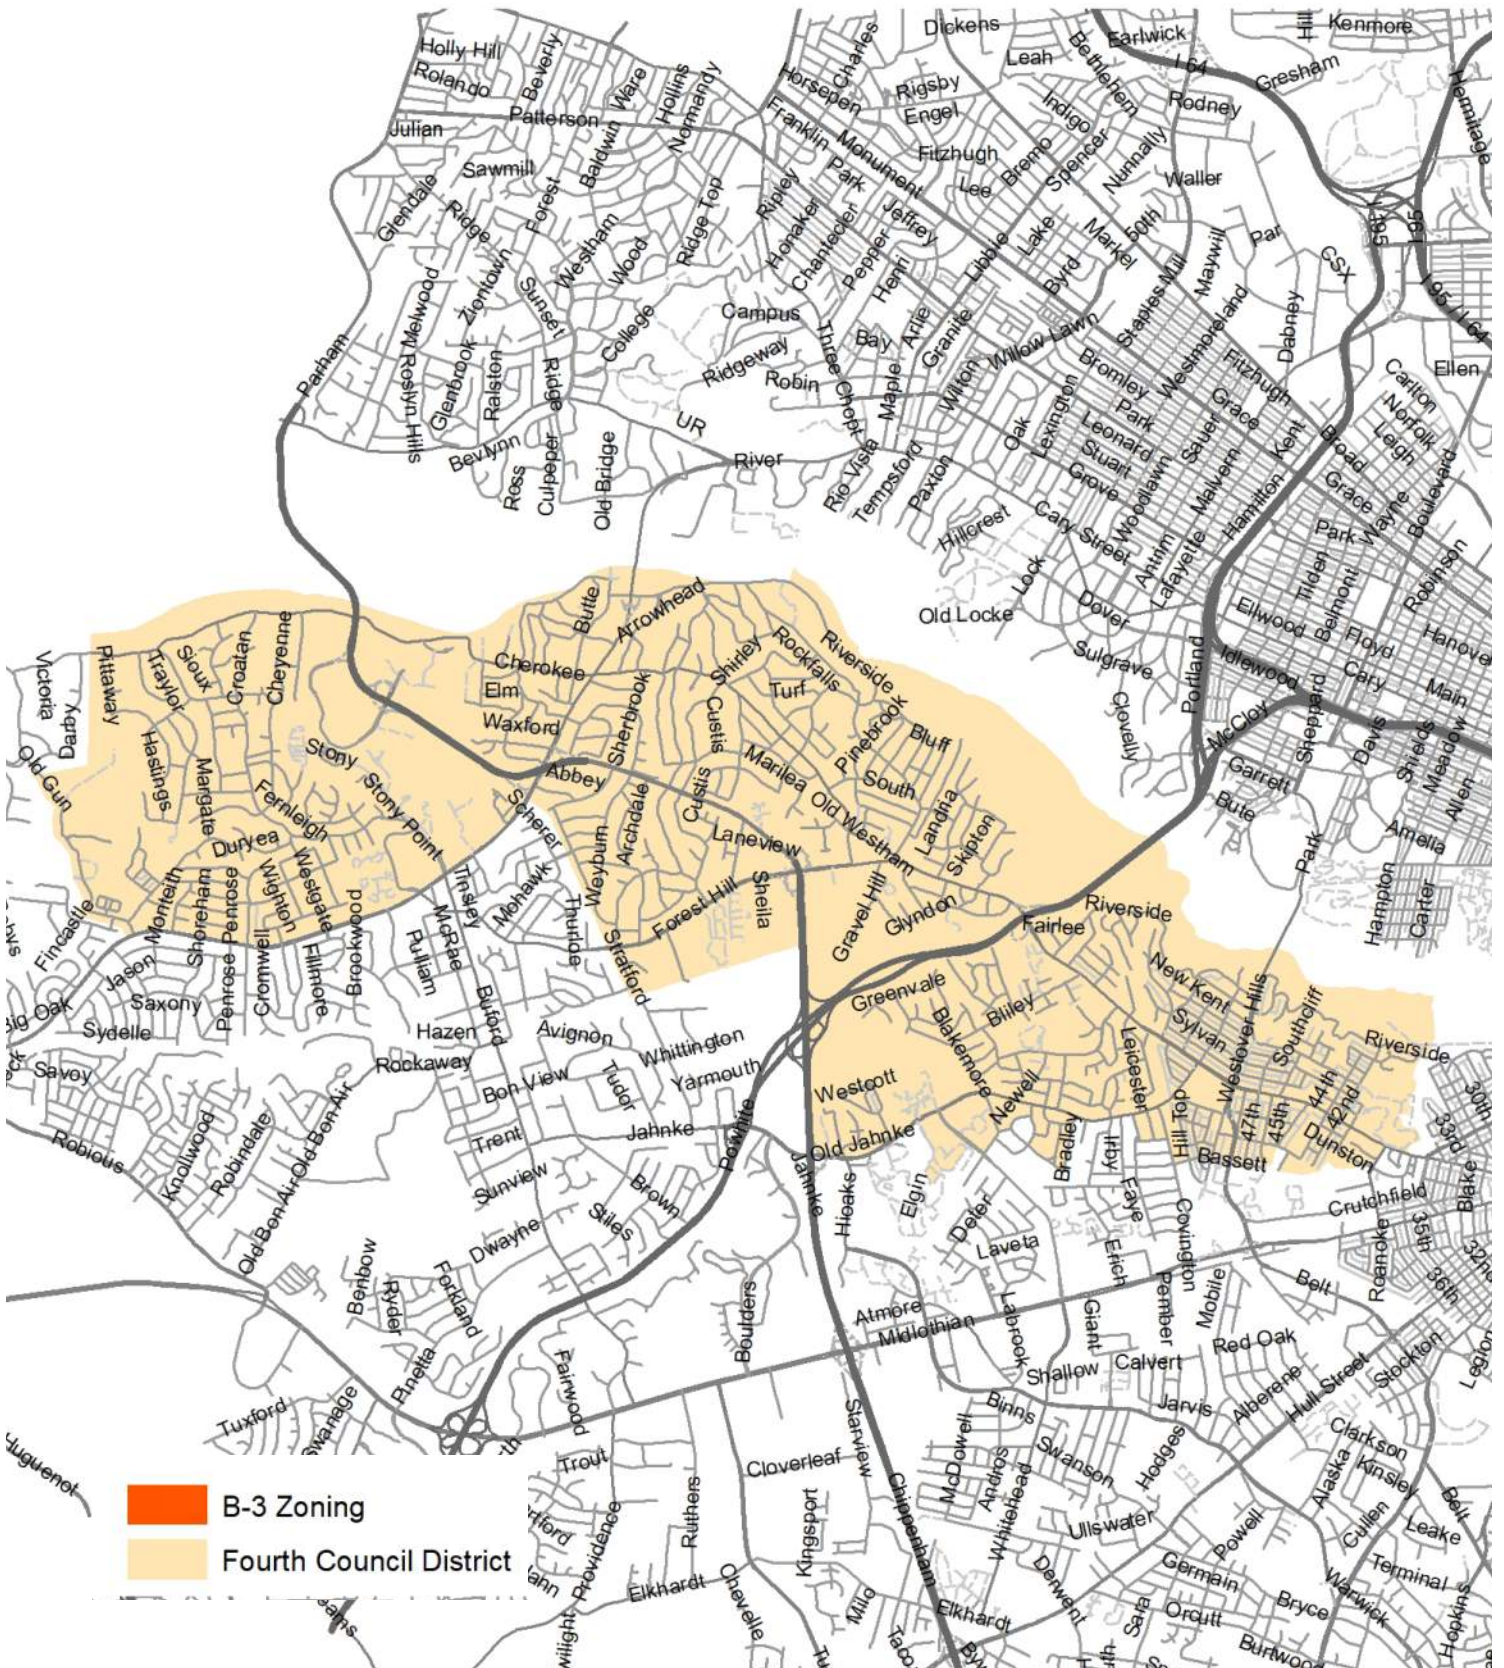 Dickens
Kenmore
Hill
Holly Hill
Beverly
Charles
Earlwick
Leah
Bethlehem
I 64
Gresham
Rolando
Ware
Hollins
Normandy
Horsepen
Rigsby
Engel
Indigo
Rodney
Hermitage
Julian
Patterson
Baldwin
Franklin
Monument
Fitzhugh
Bremo
Spencer
Nunnally
Sawmill
Park
Lee
Waller
Glendale
Ridge
Forest
Ridge Top
Ripley
Honaker
Jeffrey
Lake
Markel
50th
Par
I 195
I 95
Westham
Wood
Chantecler
Pepper
Henri
Libbie
Byrd
Maywill
CSX
Ziontown
Sunset
Melwood
Staples Mill
I 95 / I 64
College
Campus
Three Chopt
Bay
Arlie
Granite
Willow Lawn
Westmoreland
Dabney
Parham
Roslyn Hills
Glenbrook
Ralston
Ridge
Ridgeway
Robin
Maple
Wilton
Bromley
Fitzhugh
Ellen
Carlton
Norfolk
Leigh
UR
Oak
Lexington
Park
Leonard
Stuart
Grove
Sauer
Grace
Kent
Broad
Bevlynn
Ross
Culpeper
Old Bridge
River
Rio Vista
Tempsford
Paxton
Woodlawn
Malvern
Hamilton
Grace
Wayne
Boulevard
Hillcrest
Cary Street
Antrim
Lafayette
Park
Tilden
Belmont
Robinson
Lock
Old Locke
Dover
Ellwood
Floyd
Hanover
Butte
Arrowhead
Sulgrave
Portland
Idlewood
Cary
Main
Victoria
Darby
Pittaway
Traylor
Sioux
Croatan
Cheyenne
Cherokee
Elm
Waxford
Sherbrook
Shirley
Rockfalls
Riverside
Turf
Custis
Pinebrook
Bluff
Clovelly
McCloy
Sheppard
Davis
Shields
Meadow
Allen
Old Gun
Hastings
Margate
Stony
Stony Point
Abbey
Marilea
South
Garrett
Bute
Fernleigh
Duryea
Scherer
Archdale
Custis
Laneview
Old Westham
Landria
Skipton
Park
Amelia
Monteith
Shoreham
Penrose
Wighton
Westgate
Brookwood
Tinsley
Mohawk
Weyburn
Forest Hill
Sheila
Gravel Hill
Glyndon
Fairlee
Riverside
Hampton
Carter
Fincastle
Jason
Saxony
Sydelle
Penrose
Cromwell
Fillmore
Pulliam
McRae
Thurlde
Stratford
Greenvale
New Kent
Big Oak
Savoy
Hazen
Rockaway
Buford
Avignon
Whittington
Yarmouth
Blakemore
Bliley
Sylvan
Westover Hills
Southcliff
Riverside
Bon View
Tudor
Westcott
Newell
Leicester
Hill Top
47th
45th
44th
42nd
30th
33rd
Robious
Knollwood
Robindale
Old Bon Air
Old Bon Air
Trent
Jahnke
Powhite
Old Jahnke
Jahnke
Bradley
Irby
Bassett
Dunston
Sunview
Brown
Stiles
Hioaks
Elgin
Deter
Faye
Covington
Crutchfield
Blake
Dwayne
Laveta
Erich
Roanoke
35th
32nd
36th
Benbow
Ryder
Forkland
Boulders
Atmore
Midlothian
Labrook
Giant
Pember
Mobile
Belt
Pinetta
Fairwood
Shallow
Calvert
Red Oak
Stockton
Legion
Tuxford
Swanage
Starview
Binns
Jarvis
Alberene
Hull Street
Huguenot
Trout
Cloverleaf
McDowell
Andros
Swanson
Hodges
Clarkson
Kinsley
Alaska
Ruthers
Kingsport
Chippenham
Whitehead
Ullswater
Powell
Cullen
Belt
Leake
B-3 Zoning
Fourth Council District
Providence
Elkhardt
Chevelle
Milo
Elkhardt
Derwent
Germain
Sara
Orcutt
Bryce
Warwick
Terminal
Hopkins